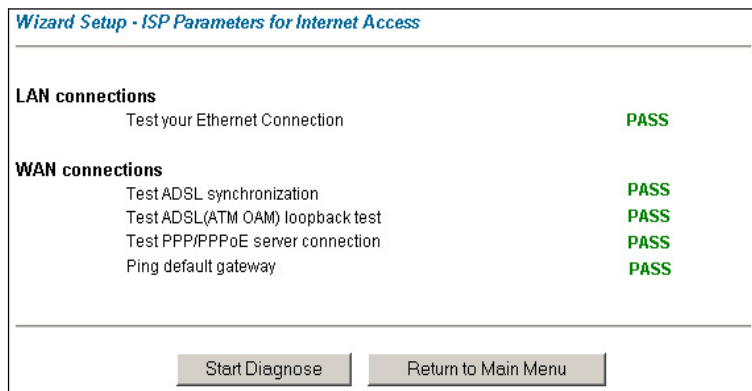 Wizard Setup - ISP Parameters for Internet Access
LAN connections
Test your Ethernet Connection PASS
WAN connections
Test ADSL synchronization PASS
Test ADSL(ATM OAM) loopback test PASS
Test PPP/PPPoE server connection PASS
Ping default gateway PASS
Start Diagnose Return to Main Menu